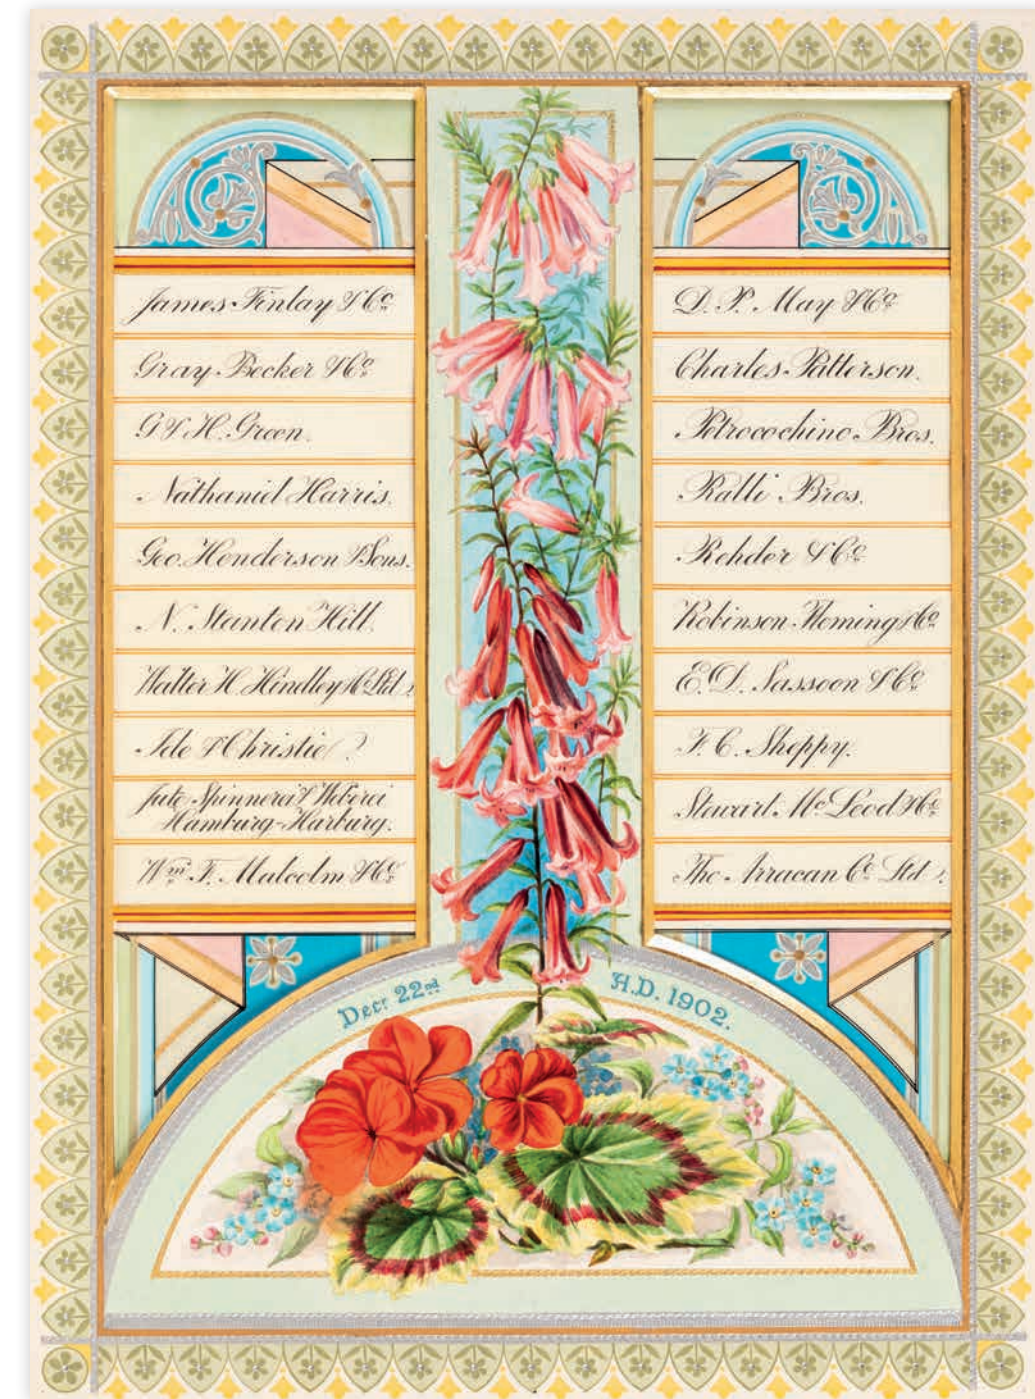 James Finlay & Co.
Gray Becker & Co.
G & H. Green.
Nathaniel Harris.
Geo. Henderson & Sons.
N. Stanton Hill.
Walter H. Hindley & Co. Ltd.
Ide & Christie
Jute Spinnerei & Weberei
Hamburg-Harburg.
Wm. F. Malcolm & Co.
D. P. May & Co.
Charles Patterson.
Petrocochino Bros.
Ralli Bros.
Rehder & Co.
Robinson Fleming & Co.
E. D. Sassoon & Co.
F. C. Sheppy.
Stewart McLeod & Co.
The Arracan Co. Ltd.
Decr. 22nd A.D. 1902.